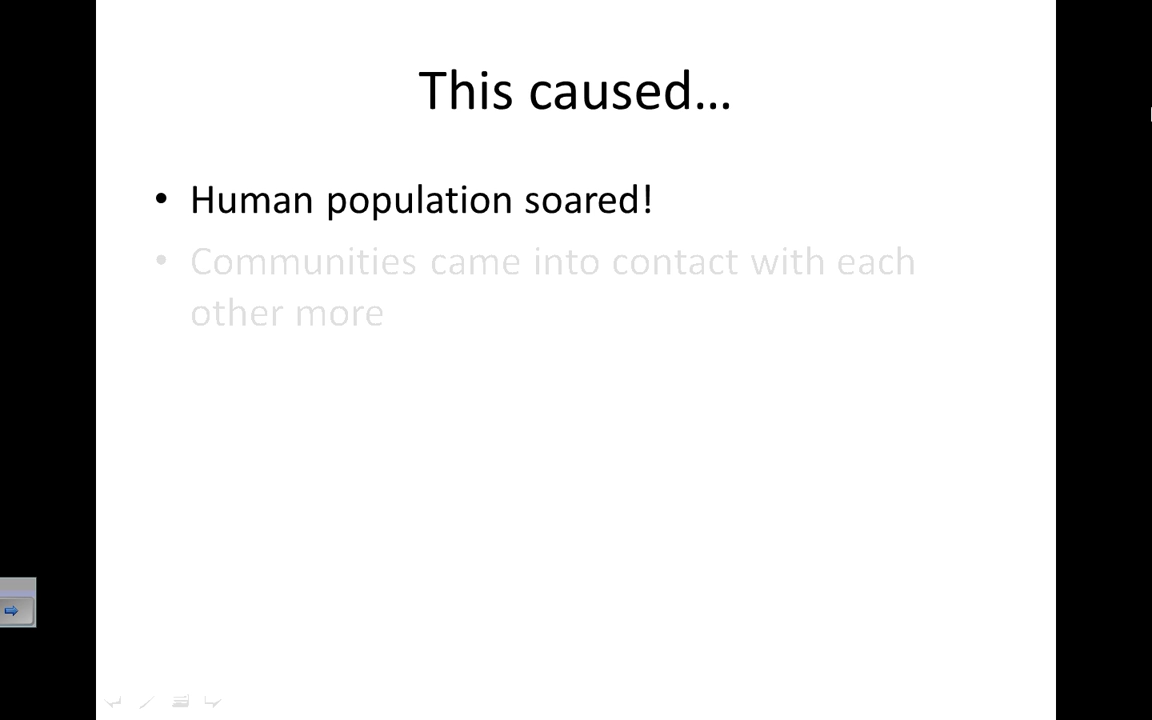 This caused…
• Human population soared!
• Communities came into contact with each
other more